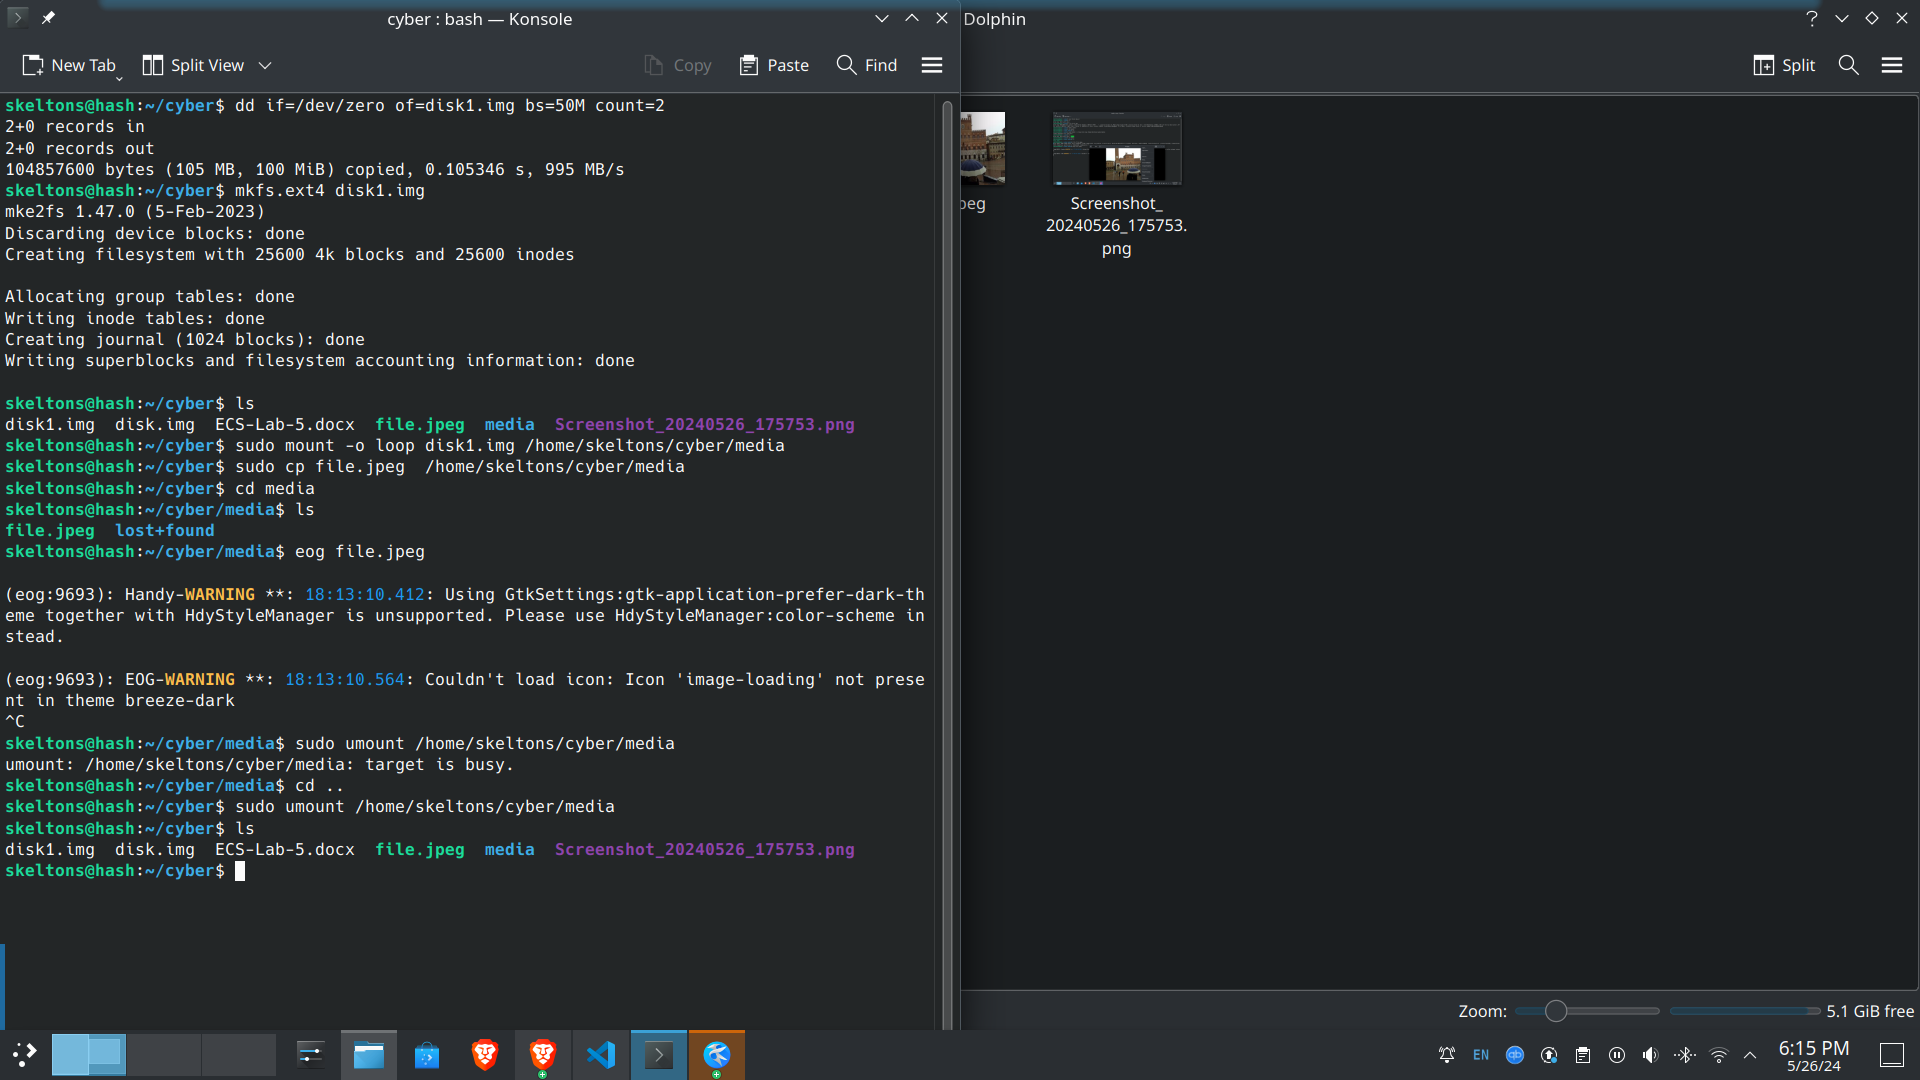 cyber : bash — Konsole
New Tab
Split View
Copy
Paste
Find
skeltons@hash:~/cyber$ dd if=/dev/zero of=disk1.img bs=50M count=2
2+0 records in
2+0 records out
104857600 bytes (105 MB, 100 MiB) copied, 0.105346 s, 995 MB/s
skeltons@hash:~/cyber$ mkfs.ext4 disk1.img
mke2fs 1.47.0 (5-Feb-2023)
Discarding device blocks: done
Creating filesystem with 25600 4k blocks and 25600 inodes
Allocating group tables: done
Writing inode tables: done
Creating journal (1024 blocks): done
Writing superblocks and filesystem accounting information: done
skeltons@hash:~/cyber$ ls
disk1.img  disk.img  ECS-Lab-5.docx  file.jpeg  media  Screenshot_20240526_175753.png
skeltons@hash:~/cyber$ sudo mount -o loop disk1.img /home/skeltons/cyber/media
skeltons@hash:~/cyber$ sudo cp file.jpeg  /home/skeltons/cyber/media
skeltons@hash:~/cyber$ cd media
skeltons@hash:~/cyber/media$ ls
file.jpeg  lost+found
skeltons@hash:~/cyber/media$ eog file.jpeg
(eog:9693): Handy-WARNING **: 18:13:10.412: Using GtkSettings:gtk-application-prefer-dark-th
eme together with HdyStyleManager is unsupported. Please use HdyStyleManager:color-scheme in
stead.
(eog:9693): EOG-WARNING **: 18:13:10.564: Couldn't load icon: Icon 'image-loading' not prese
nt in theme breeze-dark
^C
skeltons@hash:~/cyber/media$ sudo umount /home/skeltons/cyber/media
umount: /home/skeltons/cyber/media: target is busy.
skeltons@hash:~/cyber/media$ cd ..
skeltons@hash:~/cyber$ sudo umount /home/skeltons/cyber/media
skeltons@hash:~/cyber$ ls
disk1.img  disk.img  ECS-Lab-5.docx  file.jpeg  media  Screenshot_20240526_175753.png
skeltons@hash:~/cyber$
Dolphin
Split
peg
Screenshot_
20240526_175753.
png
Zoom:
5.1 GiB free
EN
qb
6:15 PM
5/26/24